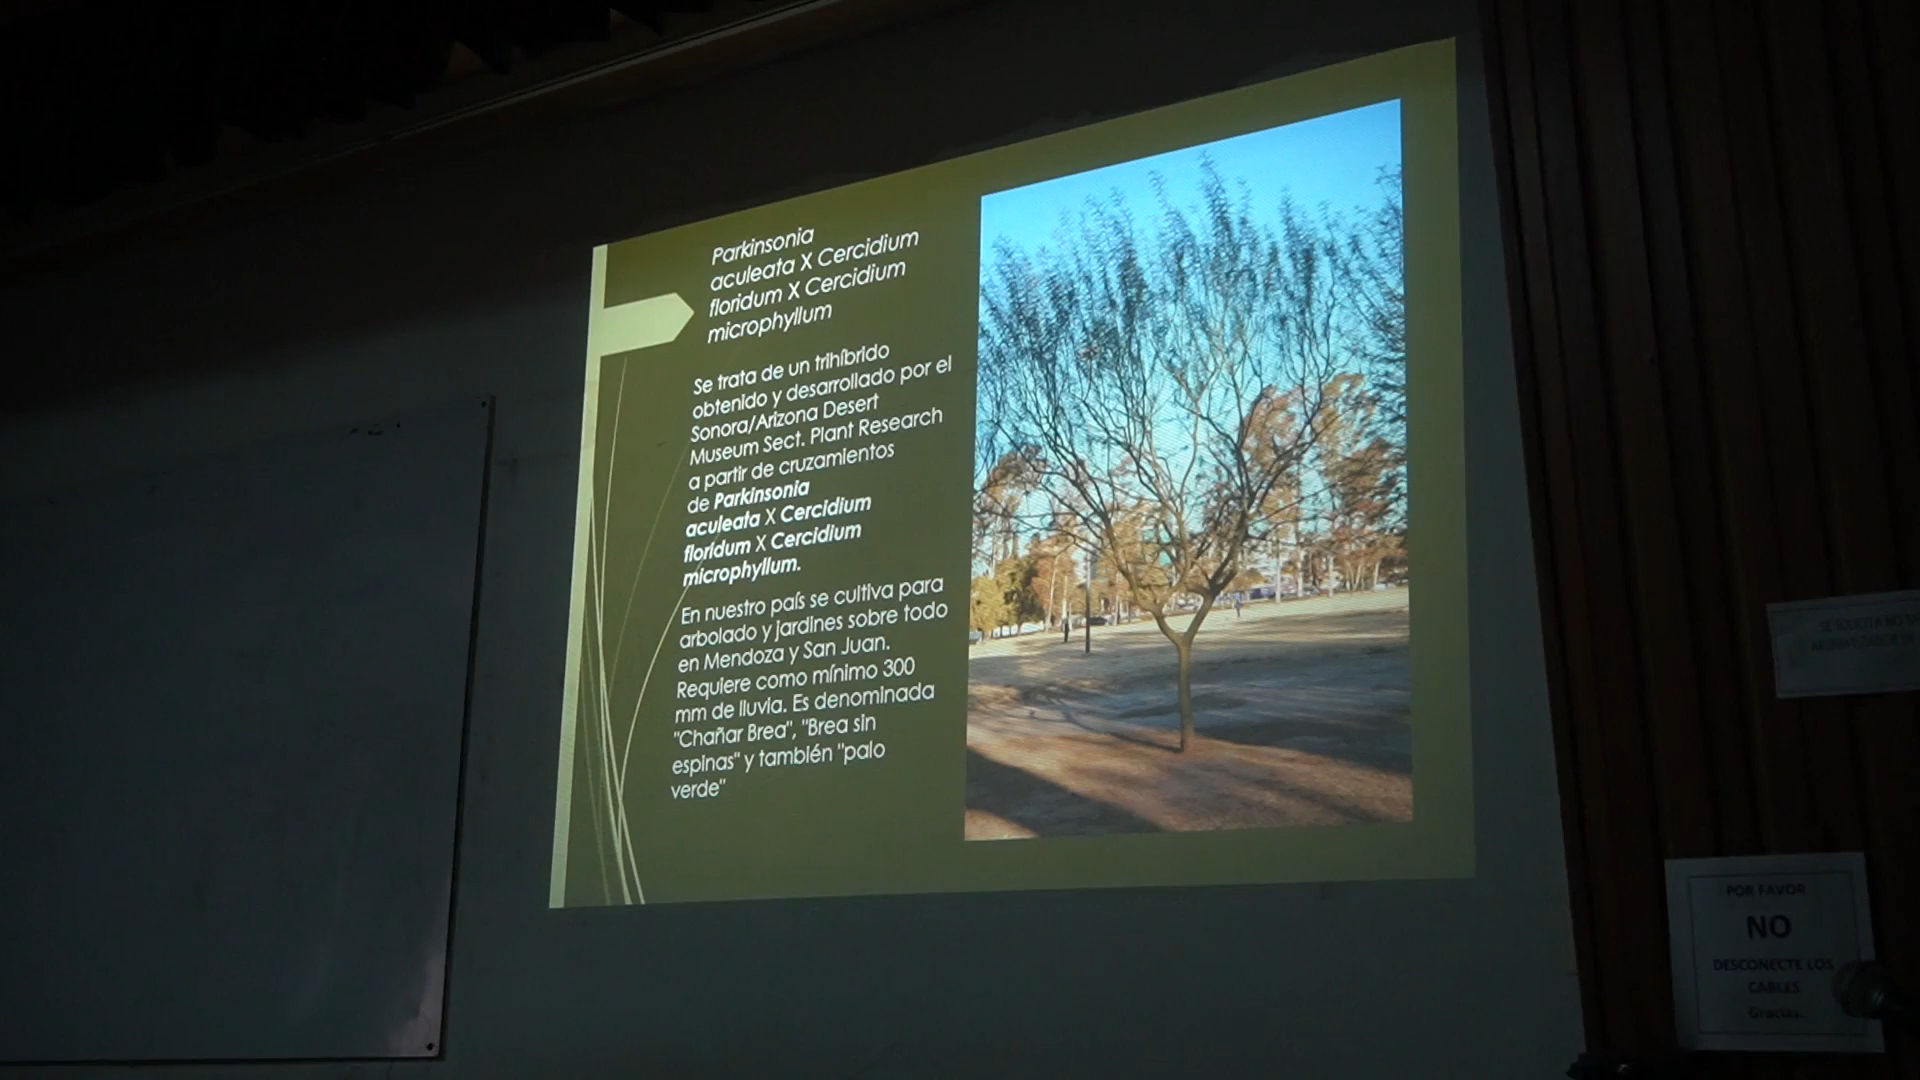 Parkinsonia
aculeata X Cercidium
floridum X Cercidium
microphyllum
Se trata de un trihíbrido
obtenido y desarrollado por el
Sonora/Arizona Desert
Museum Sect. Plant Research
a partir de cruzamientos
de Parkinsonia
aculeata X Cercidium
floridum X Cercidium
microphyllum.
En nuestro país se cultiva para
arbolado y jardines sobre todo
en Mendoza y San Juan.
Requiere como mínimo 300
mm de lluvia. Es denominada
"Chañar Brea", "Brea sin
espinas" y también "palo
verde"
SE SOLICITA NO
POR FAVOR
NO
DESCONECTE LOS
CABLES
Gracias.